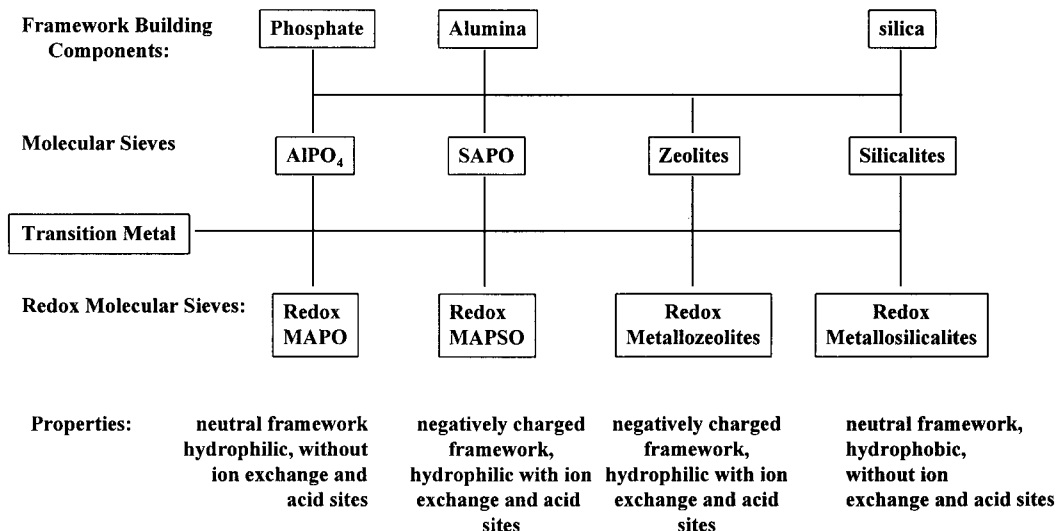 Framework Building
Components:
Phosphate
Alumina
silica
Molecular Sieves
AlPO4
SAPO
Zeolites
Silicalites
Transition Metal
Redox Molecular Sieves:
Redox
MAPO
Redox
MAPSO
Redox
Metallozeolites
Redox
Metallosilicalites
Properties:
neutral framework
hydrophilic, without
ion exchange and
acid sites
negatively charged
framework,
hydrophilic with ion
exchange and acid
sites
negatively charged
framework,
hydrophilic with ion
exchange and acid
sites
neutral framework,
hydrophobic,
without ion
exchange and acid sites